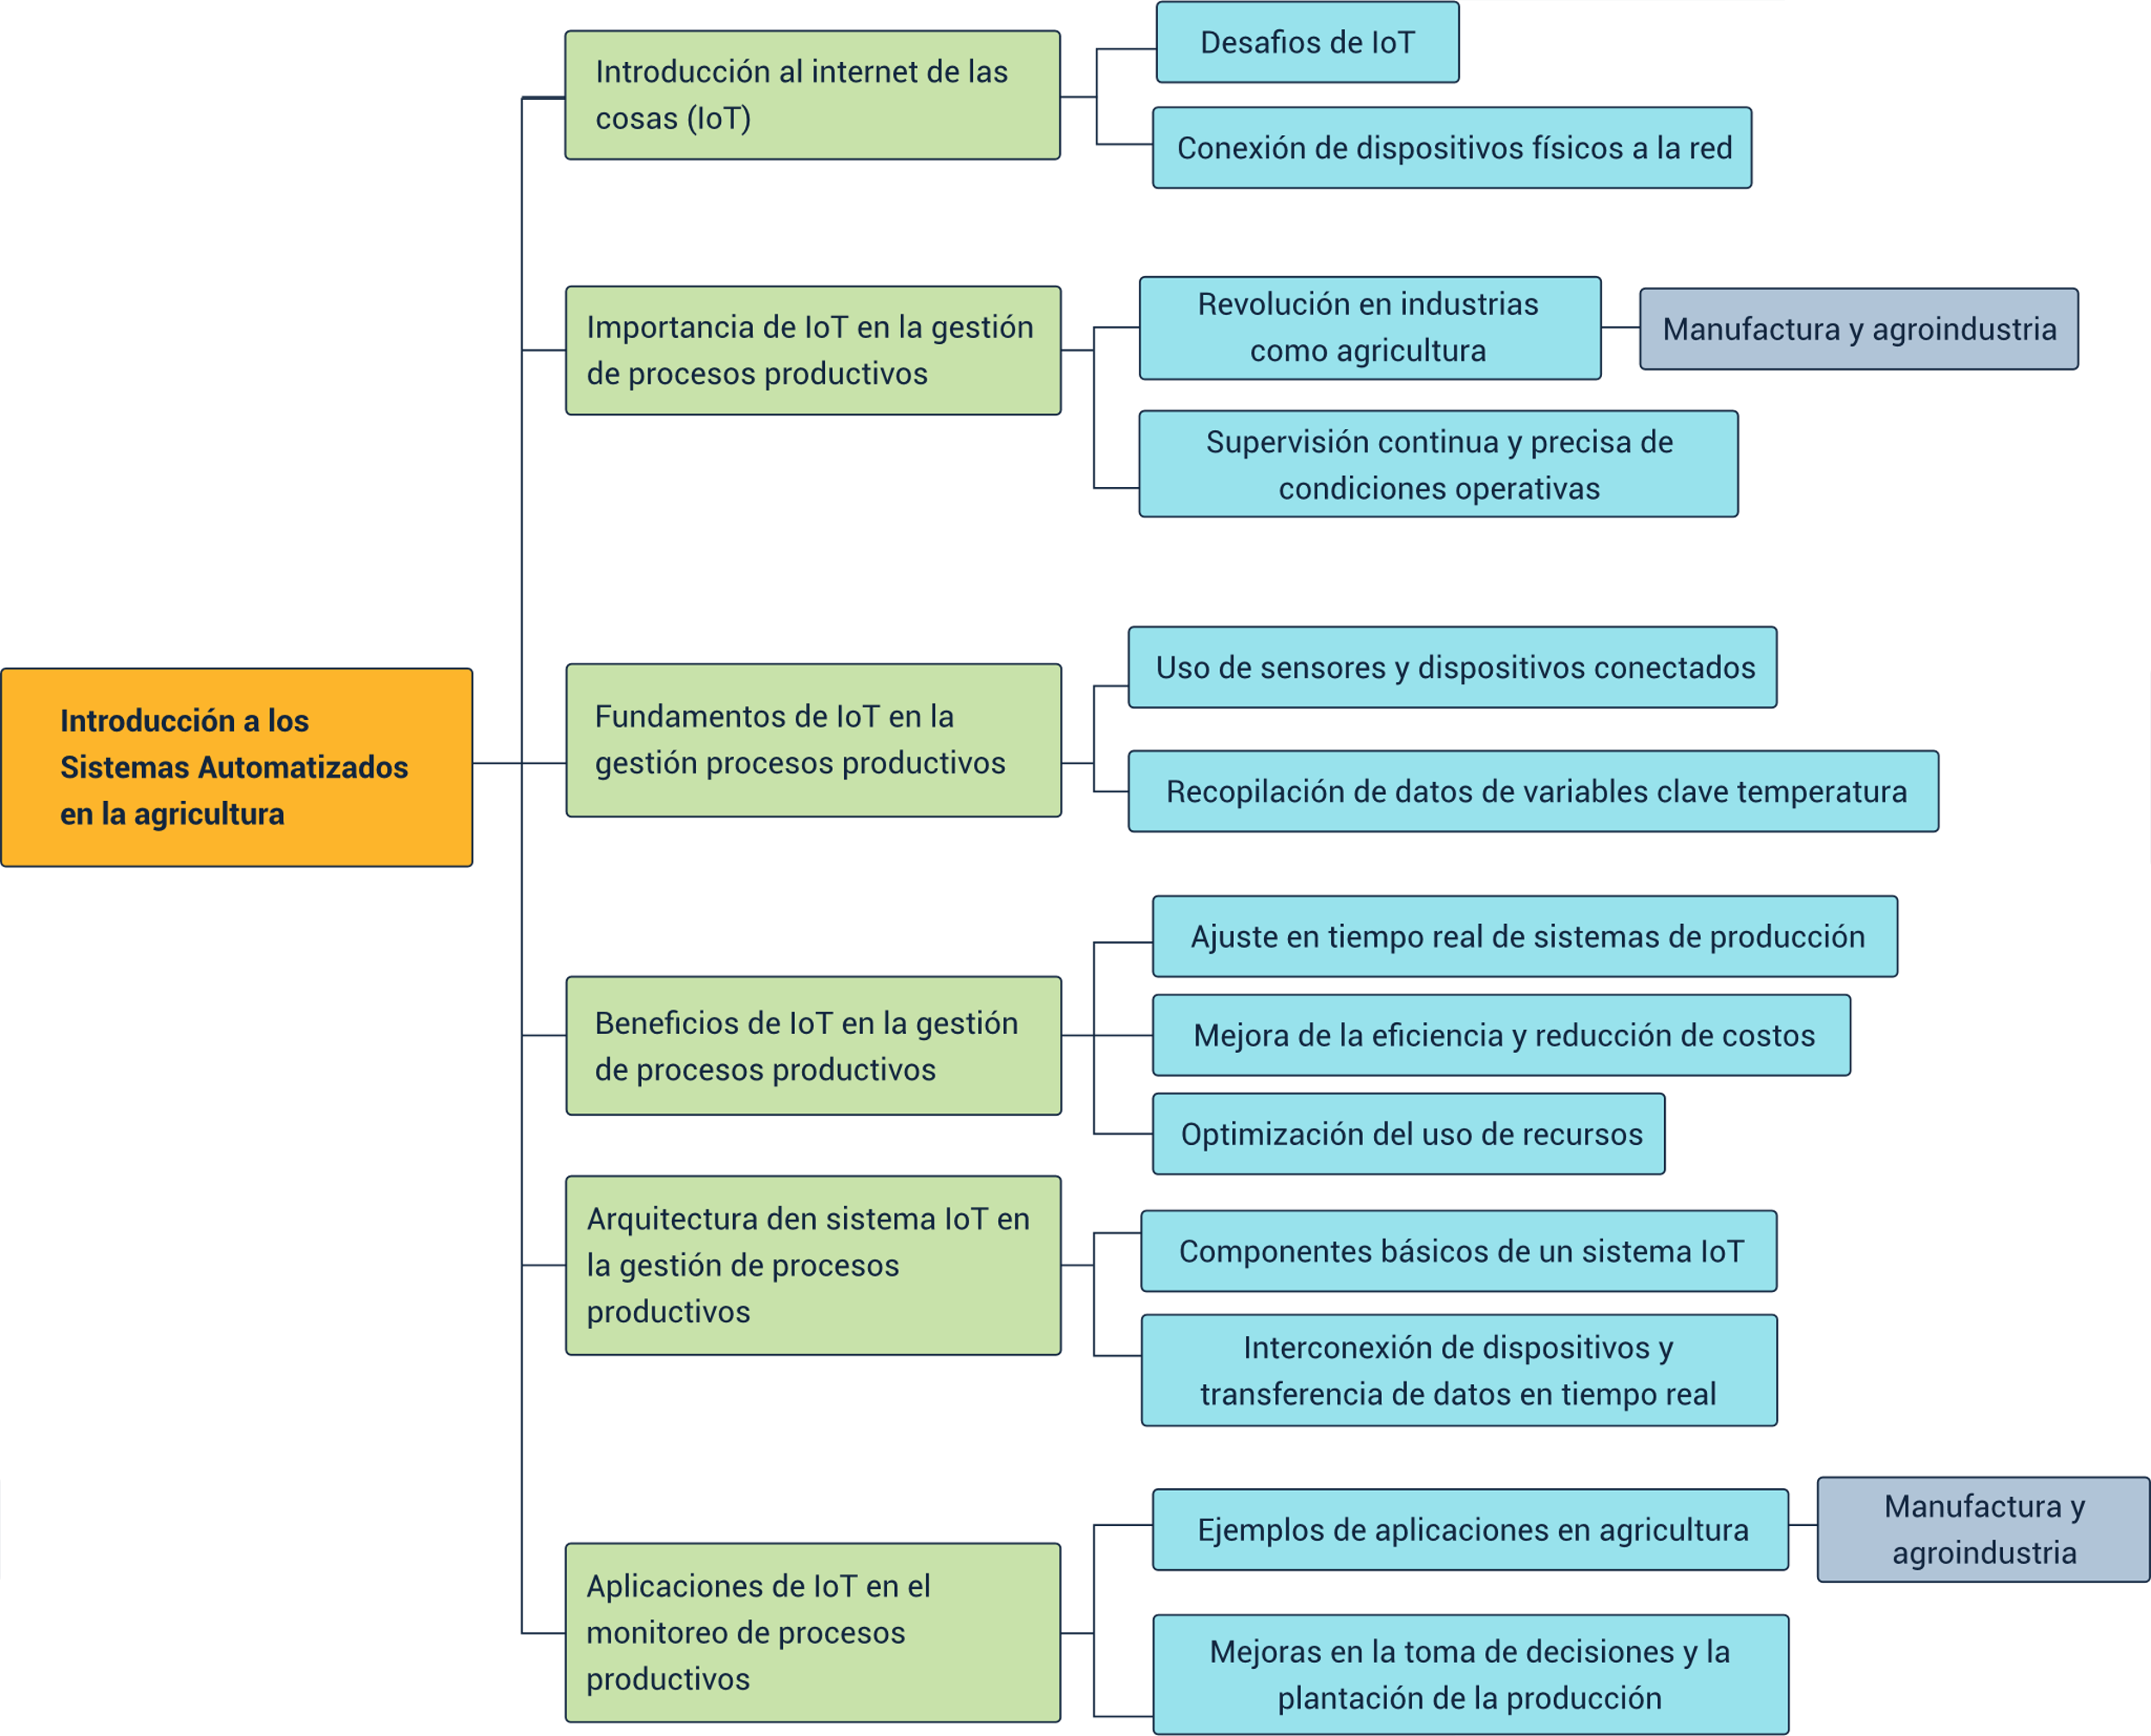 Introducción a los
Sistemas Automatizados
en la agricultura
Introducción al internet de las
cosas (IoT)
Desafios de IoT
Conexión de dispositivos físicos a la red
Importancia de IoT en la gestión
de procesos productivos
Revolución en industrias
como agricultura
Manufactura y agroindustria
Supervisión continua y precisa de
condiciones operativas
Fundamentos de IoT en la
gestión procesos productivos
Uso de sensores y dispositivos conectados
Recopilación de datos de variables clave temperatura
Beneficios de IoT en la gestión
de procesos productivos
Ajuste en tiempo real de sistemas de producción
Mejora de la eficiencia y reducción de costos
Optimización del uso de recursos
Arquitectura den sistema IoT en
la gestión de procesos
productivos
Componentes básicos de un sistema IoT
Interconexión de dispositivos y
transferencia de datos en tiempo real
Aplicaciones de IoT en el
monitoreo de procesos
productivos
Ejemplos de aplicaciones en agricultura
Manufactura y
agroindustria
Mejoras en la toma de decisiones y la
plantación de la producción